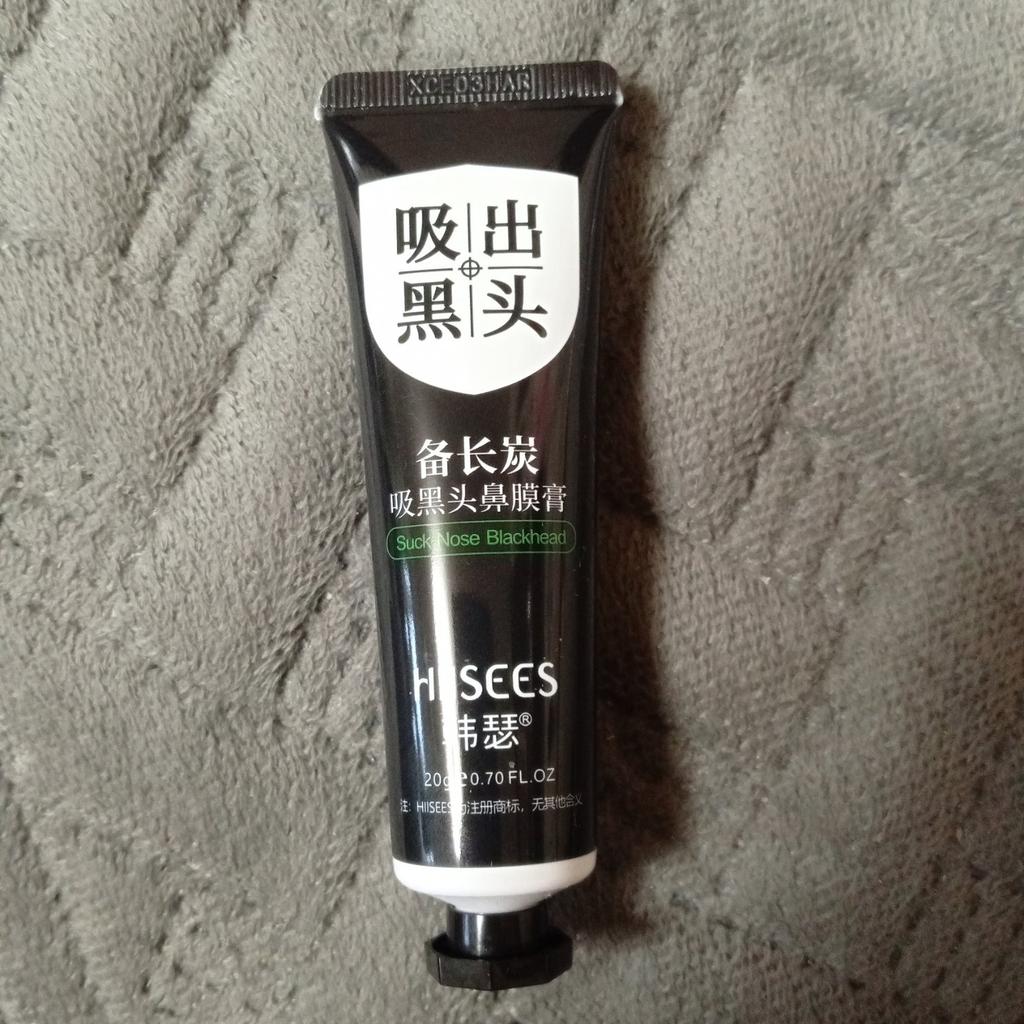 吸出
黑头
备长炭
吸黑头鼻膜膏
Suck-Nose Blackhead
HIISEES
韩瑟®
20g℮0.70 FL.OZ
注: HIISEES为注册商标，无其他含义